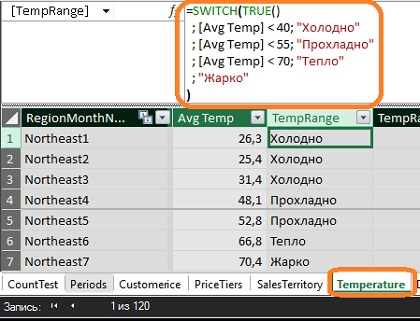 [TempRange] fx =SWITCH(TRUE()
; [Avg Temp] < 40; "Холодно"
; [Avg Temp] < 55; "Прохладно"
; [Avg Temp] < 70; "Тепло"
; "Жарко"
)
RegionMonthN... Avg Temp TempRange TempRa
1 Northeast1 26,3 Холодно
2 Northeast2 25,4 Холодно
3 Northeast3 31,4 Холодно
4 Northeast4 48,1 Прохладно
5 Northeast5 52,8 Прохладно
6 Northeast6 66,8 Тепло
7 Northeast7 70,4 Жарко
CountTest Periods Customerice PriceTiers SalesTerritory Temperature
Запись: 1 из 120